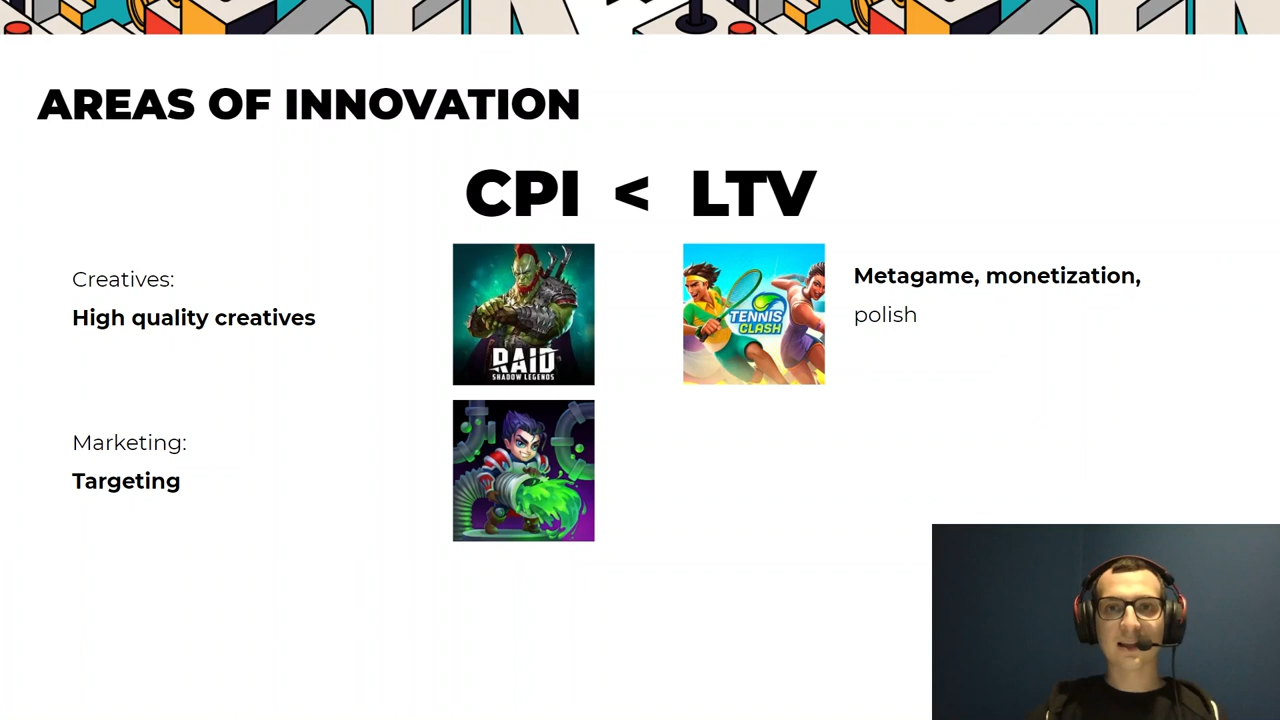 AREAS OF INNOVATION
CPI < LTV
Creatives:
High quality creatives
RAID
SHADOW LEGENDS
TENNIS
CLASH
Metagame, monetization,
polish
Marketing:
Targeting